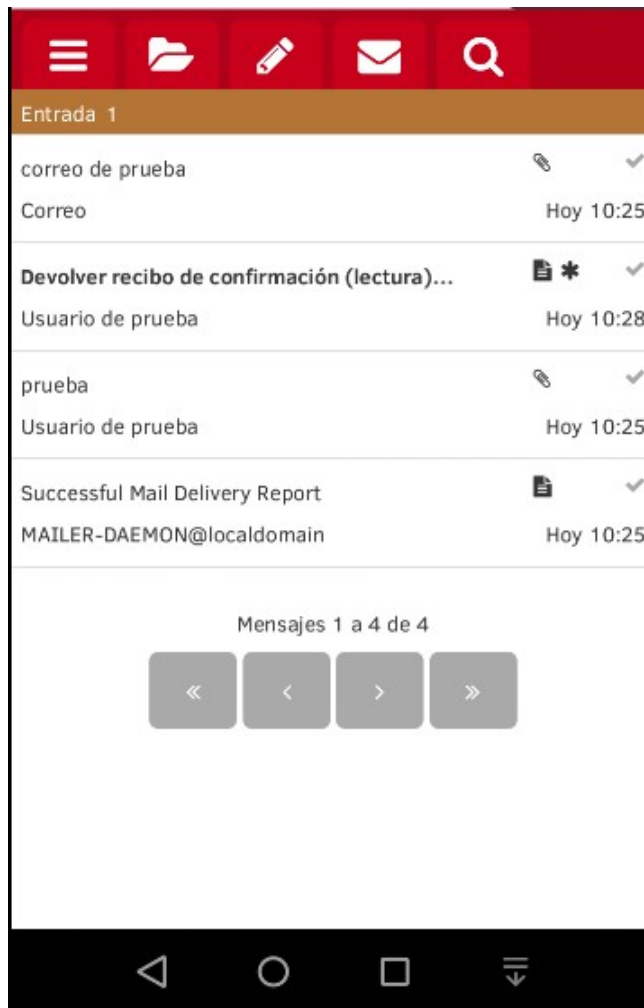 Entrada 1
correo de prueba
Correo Hoy 10:25
Devolver recibo de confirmación (lectura)...
Usuario de prueba Hoy 10:28
prueba
Usuario de prueba Hoy 10:25
Successful Mail Delivery Report
MAILER-DAEMON@localdomain Hoy 10:25
Mensajes 1 a 4 de 4